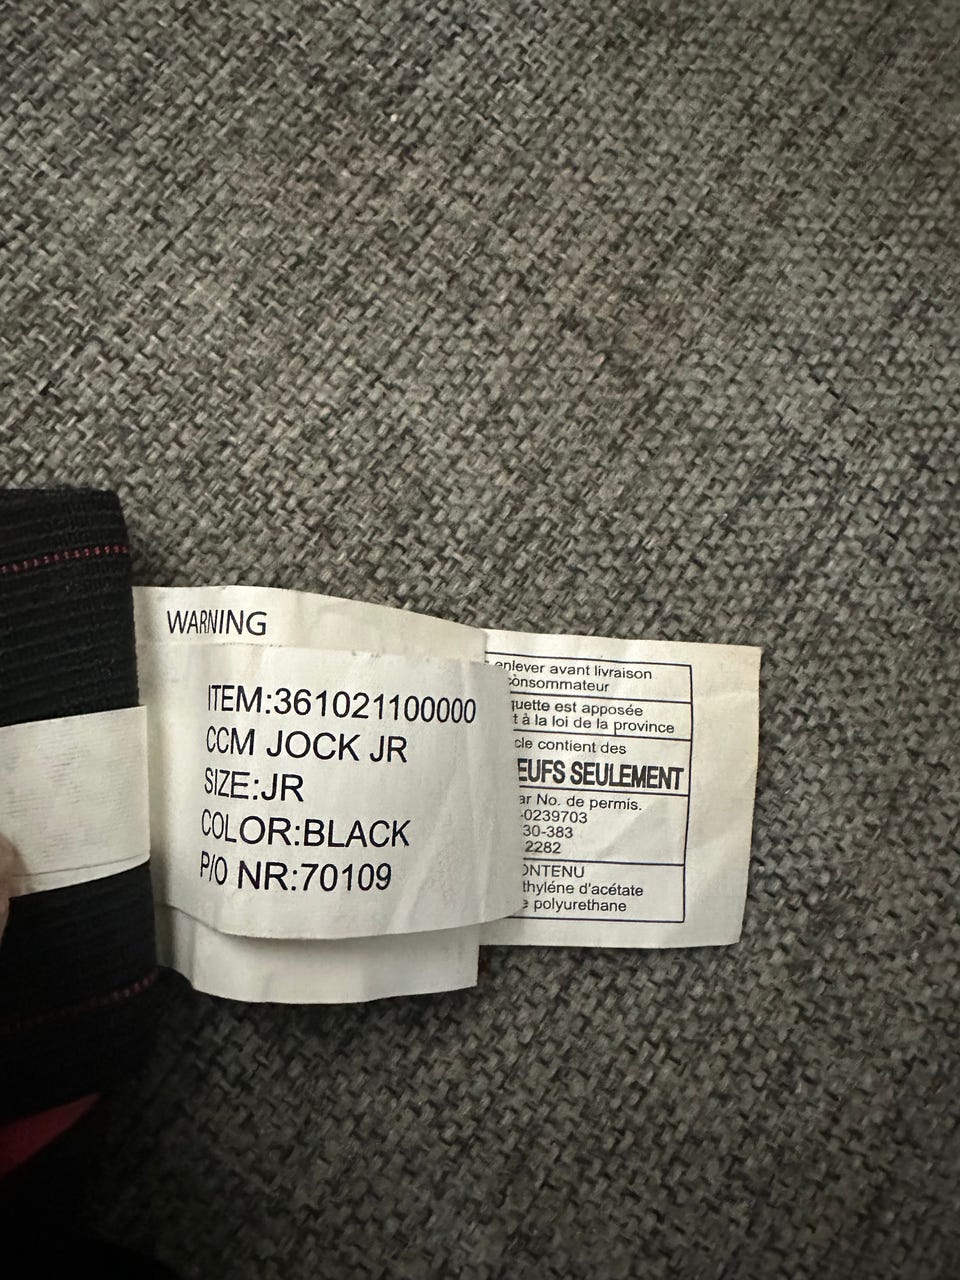 WARNING
ITEM:361021100000
CCM JOCK JR
SIZE:JR
COLOR:BLACK
P/O NR:70109
enlever avant livraison
consommateur
quette est apposée
t à la loi de la province
cle contient des
EUFS SEULEMENT
ar No. de permis.
-0239703
30-383
2282
ONTENU
thyléne d'acétate
e polyurethane